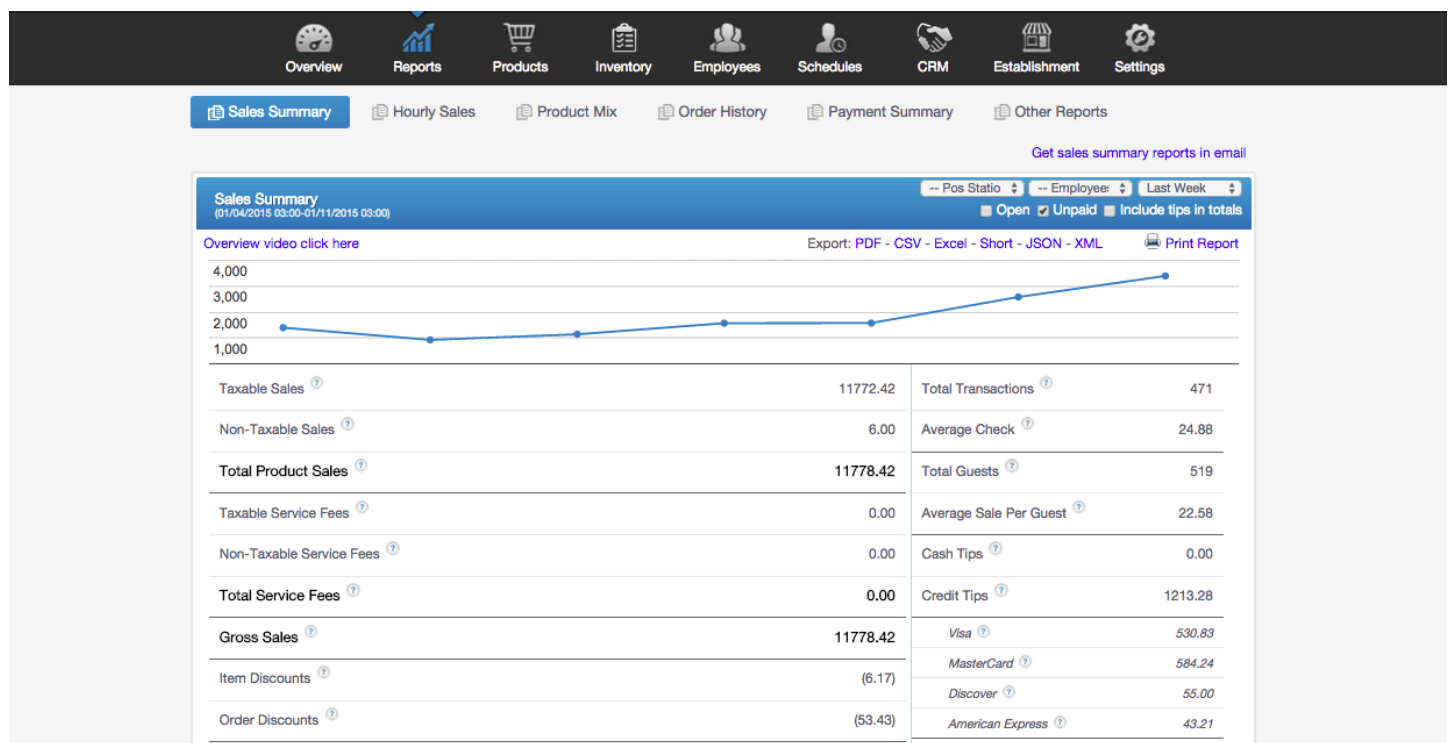 Overview Reports Products Inventory Employees Schedules CRM Establishment Settings
Sales Summary Hourly Sales Product Mix Order History Payment Summary Other Reports
Get sales summary reports in email
Sales Summary -- Pos Statio -- Employee: Last Week
(01/04/2015 03:00-01/11/2015 03:00) Open Unpaid Include tips in totals
Overview video click here Export: PDF - CSV - Excel - Short - JSON - XML Print Report
4,000
3,000
2,000
1,000
Taxable Sales ? 11772.42
Non-Taxable Sales ? 6.00
Total Product Sales ? 11778.42
Taxable Service Fees ? 0.00
Non-Taxable Service Fees ? 0.00
Total Service Fees ? 0.00
Gross Sales ? 11778.42
Item Discounts ? (6.17)
Order Discounts ? (53.43)
Total Transactions ? 471
Average Check ? 24.88
Total Guests ? 519
Average Sale Per Guest ? 22.58
Cash Tips ? 0.00
Credit Tips ? 1213.28
Visa ? 530.83
MasterCard ? 584.24
Discover ? 55.00
American Express ? 43.21